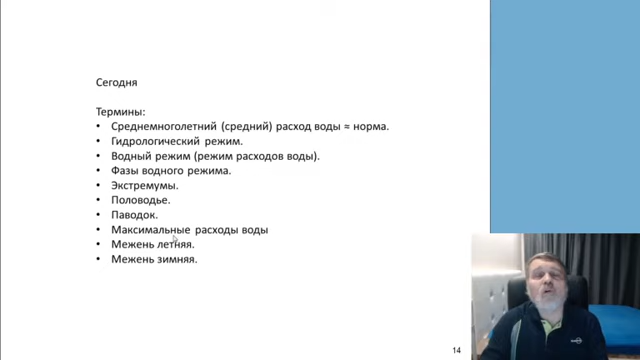 Сегодня
Термины:
• Среднемноголетний (средний) расход воды ≈ норма.
• Гидрологический режим.
• Водный режим (режим расходов воды).
• Фазы водного режима.
• Экстремумы.
• Половодье.
• Паводок.
• Максимальные расходы воды
• Межень летняя.
• Межень зимняя.
14